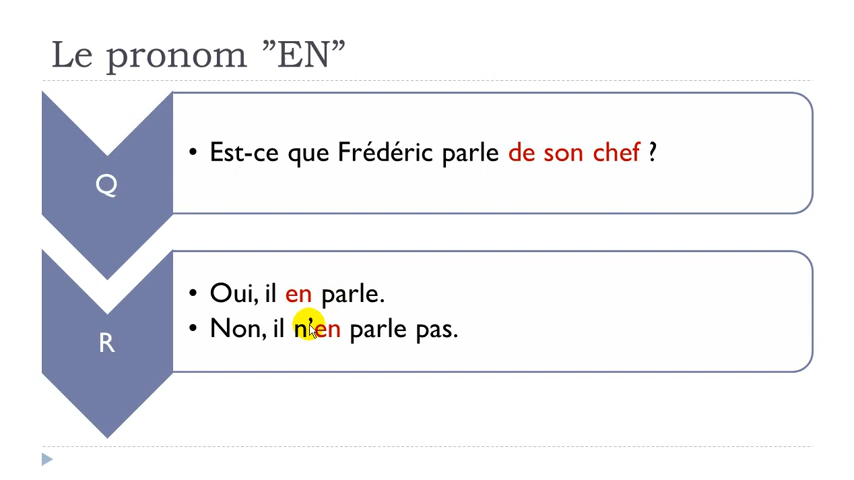 Le pronom ”EN”
Q
• Est-ce que Frédéric parle de son chef ?
R
• Oui, il en parle.
• Non, il n’en parle pas.